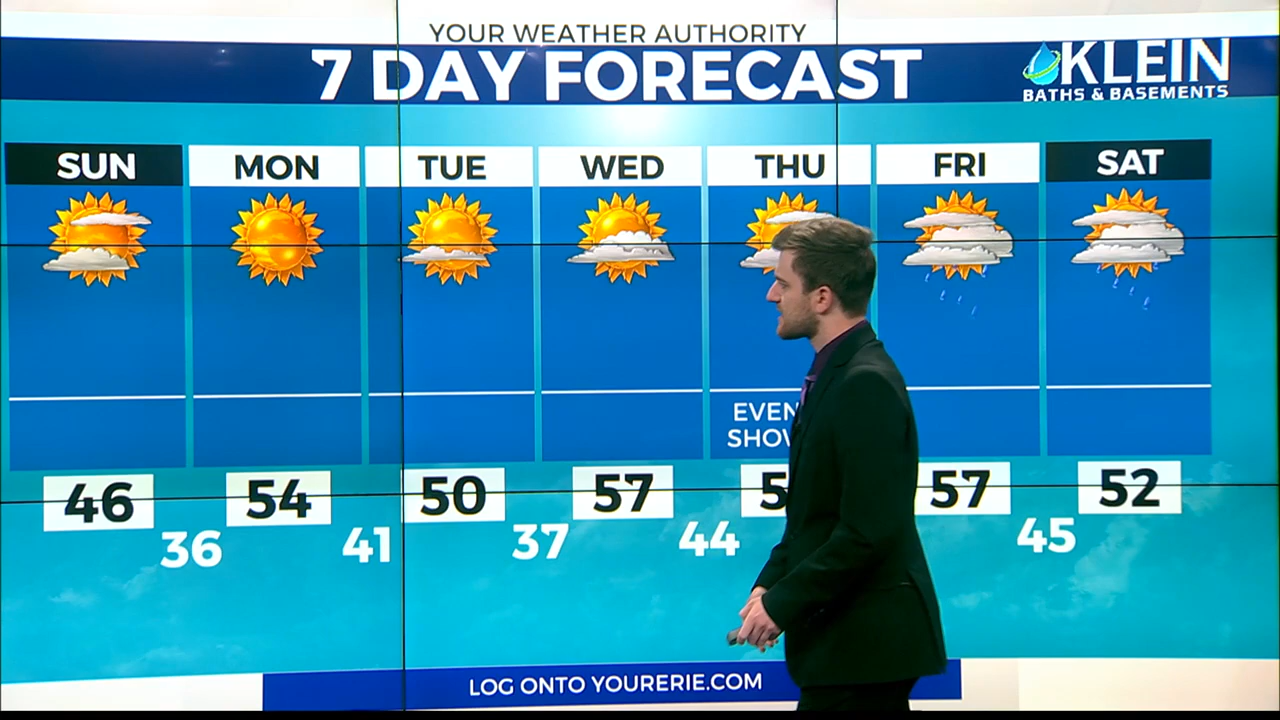 YOUR WEATHER AUTHORITY
7 DAY FORECAST
KLEIN
BATHS & BASEMENTS
SUN MON TUE WED THU FRI SAT
EVEN
SHOW
46 54 50 57 5 57 52
36 41 37 44 45
LOG ONTO YOURERIE.COM